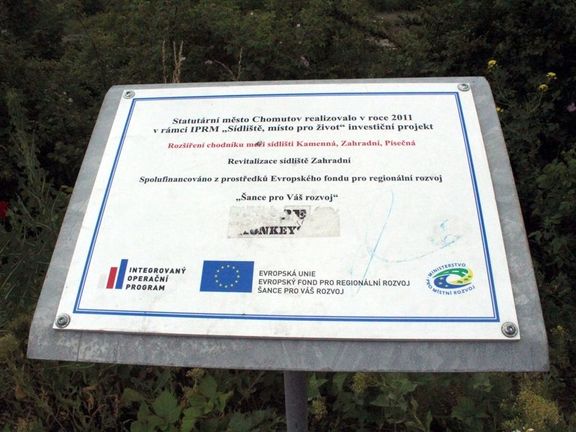 Statutární město Chomutov realizovalo v roce 2011
v rámci IPRM „Sídliště, místo pro život" investiční projekt
Rozšíření chodníku mezi sídlišti Kamenná, Zahradní, Písečná
Revitalizace sídliště Zahradní
Spolufinancováno z prostředků Evropského fondu pro regionální rozvoj
„Šance pro Váš rozvoj"
INTEGROVANÝ
OPERAČNÍ
PROGRAM
EVROPSKÁ UNIE
EVROPSKÝ FOND PRO REGIONÁLNÍ ROZVOJ
ŠANCE PRO VÁŠ ROZVOJ
MINISTERSTVO
PRO MÍSTNÍ ROZVOJ